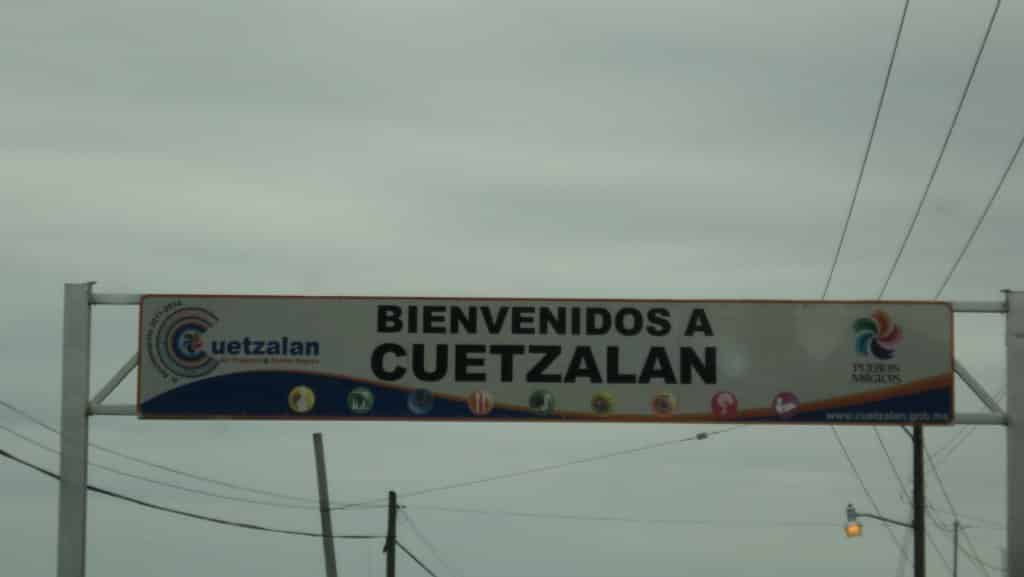 BIENVENIDOS A
CUETZALAN
Cuetzalan
PUEBLOS
MÁGICOS
www.cuetzalan.gob.mx